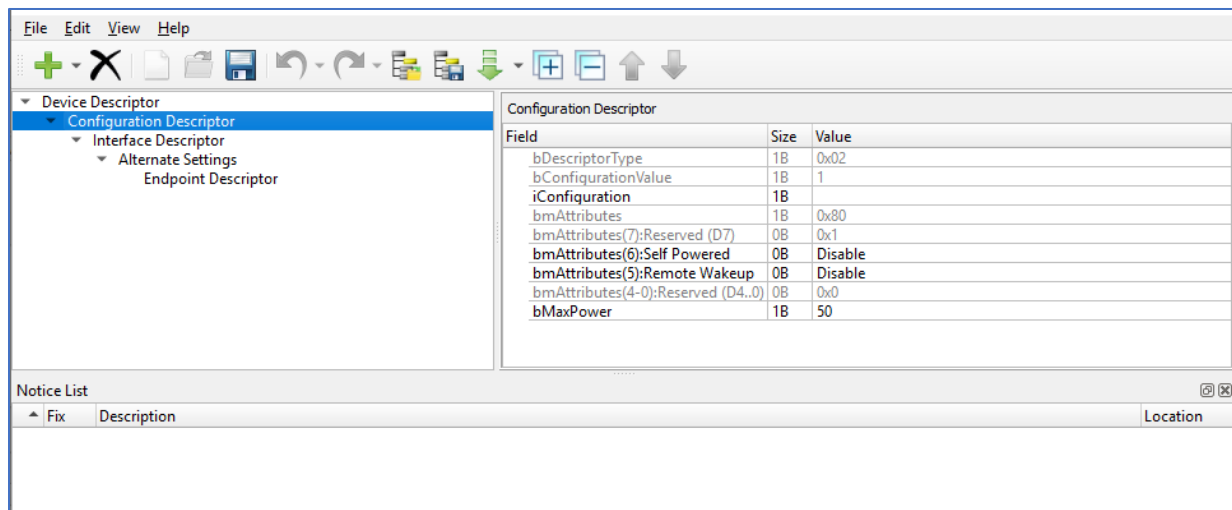 File Edit View Help
Device Descriptor
Configuration Descriptor
Interface Descriptor
Alternate Settings
Endpoint Descriptor
Configuration Descriptor
Field Size Value
bDescriptorType 1B 0x02
bConfigurationValue 1B 1
iConfiguration 1B
bmAttributes 1B 0x80
bmAttributes(7):Reserved (D7) 0B 0x1
bmAttributes(6):Self Powered 0B Disable
bmAttributes(5):Remote Wakeup 0B Disable
bmAttributes(4-0):Reserved (D4..0) 0B 0x0
bMaxPower 1B 50
Notice List
Fix Description Location